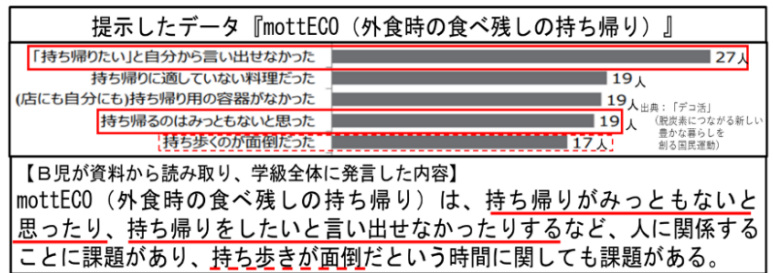 提示したデータ『mottECO（外食時の食べ残しの持ち帰り）』
「持ち帰りたい」と自分から言い出せなかった 27人
持ち帰りに適していない料理だった 19人
(店にも自分にも)持ち帰り用の容器がなかった 19人
持ち帰るのはみっともないと思った 19人
持ち歩くのが面倒だった 17人
出典：「デコ活」
（脱炭素につながる新しい
豊かな暮らしを
創る国民運動）
【Ｂ児が資料から読み取り、学級全体に発言した内容】
mottECO（外食時の食べ残しの持ち帰り）は、持ち帰りがみっともないと
思ったり、持ち帰りをしたいと言い出せなかったりするなど、人に関係する
ことに課題があり、持ち歩きが面倒だという時間に関しても課題がある。